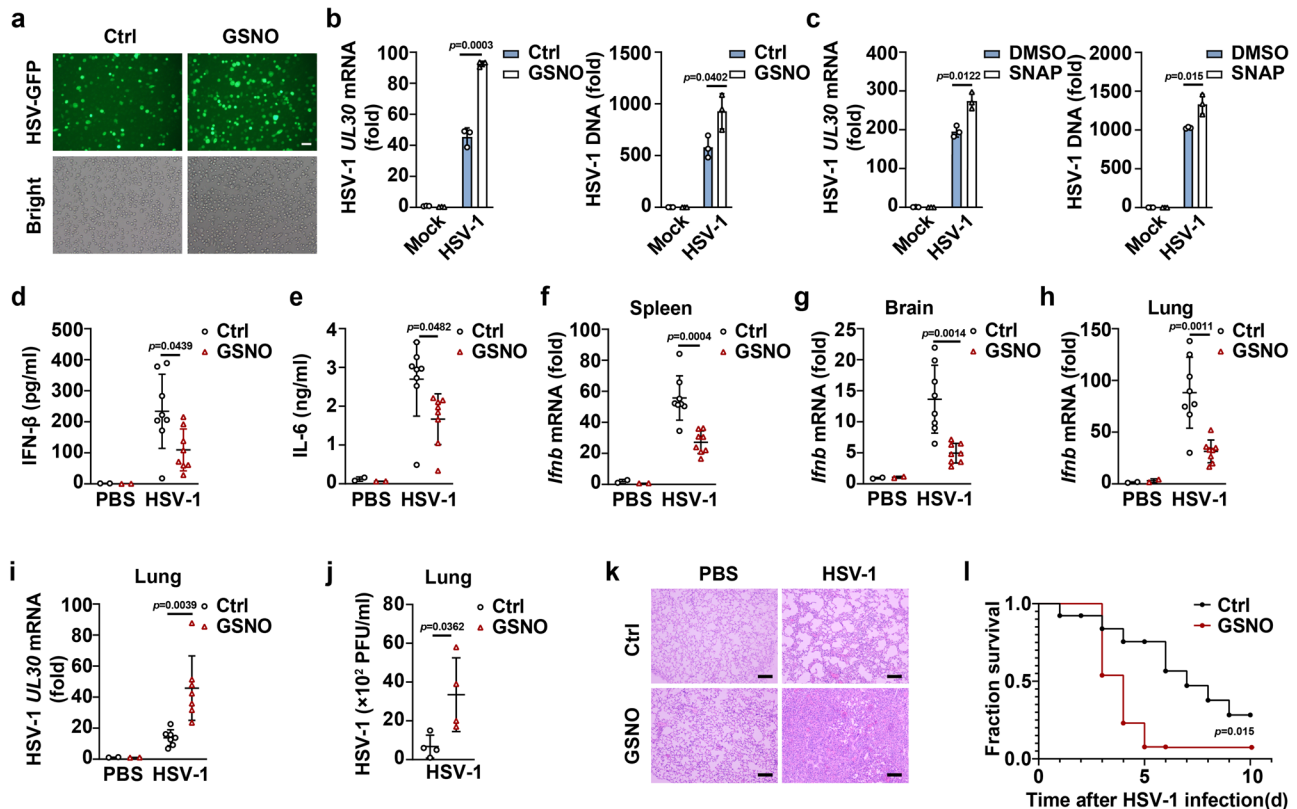 a
Ctrl
GSNO
HSV-GFP
Bright
b
HSV-1 UL30 mRNA
(fold)
100
80
60
40
20
0
p=0.0003
Ctrl
GSNO
Mock
HSV-1
HSV-1 DNA (fold)
1500
1000
500
0
p=0.0402
Ctrl
GSNO
Mock
HSV-1
c
HSV-1 UL30 mRNA
(fold)
400
300
200
100
0
p=0.0122
DMSO
SNAP
Mock
HSV-1
HSV-1 DNA (fold)
2000
1500
1000
500
0
p=0.015
DMSO
SNAP
Mock
HSV-1
d
IFN-β (pg/ml)
500
400
300
200
100
0
p=0.0439
Ctrl
GSNO
PBS HSV-1
e
IL-6 (ng/ml)
4
3
2
1
0
p=0.0482
Ctrl
GSNO
PBS HSV-1
f
Spleen
Ifnb mRNA (fold)
100
80
60
40
20
0
p=0.0004
Ctrl
GSNO
PBS HSV-1
g
Brain
Ifnb mRNA (fold)
25
20
15
10
5
0
p=0.0014
Ctrl
GSNO
PBS HSV-1
h
Lung
Ifnb mRNA (fold)
150
100
50
0
p=0.0011
Ctrl
GSNO
PBS HSV-1
i
Lung
HSV-1 UL30 mRNA
(fold)
100
80
60
40
20
0
p=0.0039
Ctrl
GSNO
PBS HSV-1
j
Lung
HSV-1 (×10² PFU/ml)
80
60
40
20
0
p=0.0362
Ctrl
GSNO
HSV-1
k
PBS
HSV-1
Ctrl
GSNO
l
Fraction survival
1.0
0.5
0.0
Ctrl
GSNO
p=0.015
0 5 10
Time after HSV-1 infection(d)